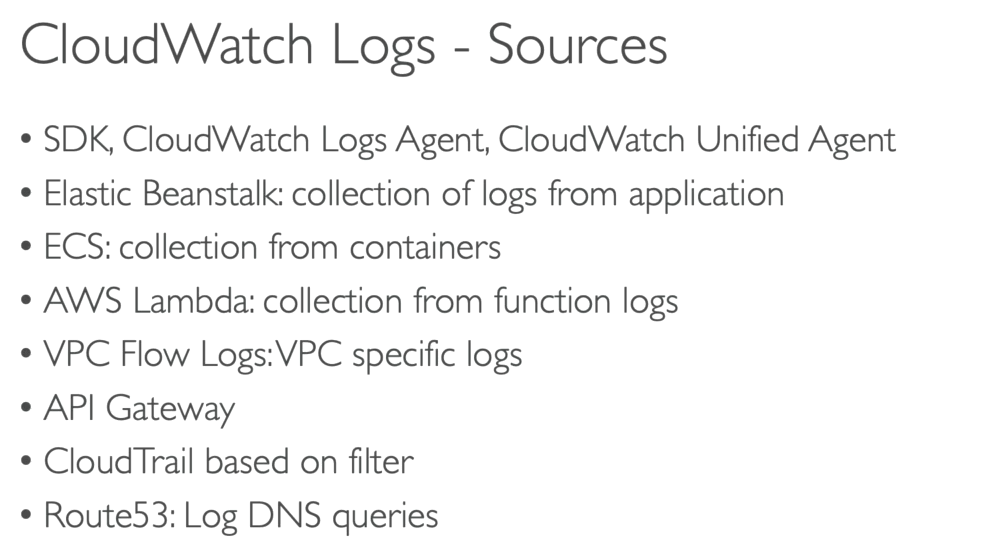 CloudWatch Logs - Sources
• SDK, CloudWatch Logs Agent, CloudWatch Unified Agent
• Elastic Beanstalk: collection of logs from application
• ECS: collection from containers
• AWS Lambda: collection from function logs
• VPC Flow Logs: VPC specific logs
• API Gateway
• CloudTrail based on filter
• Route53: Log DNS queries